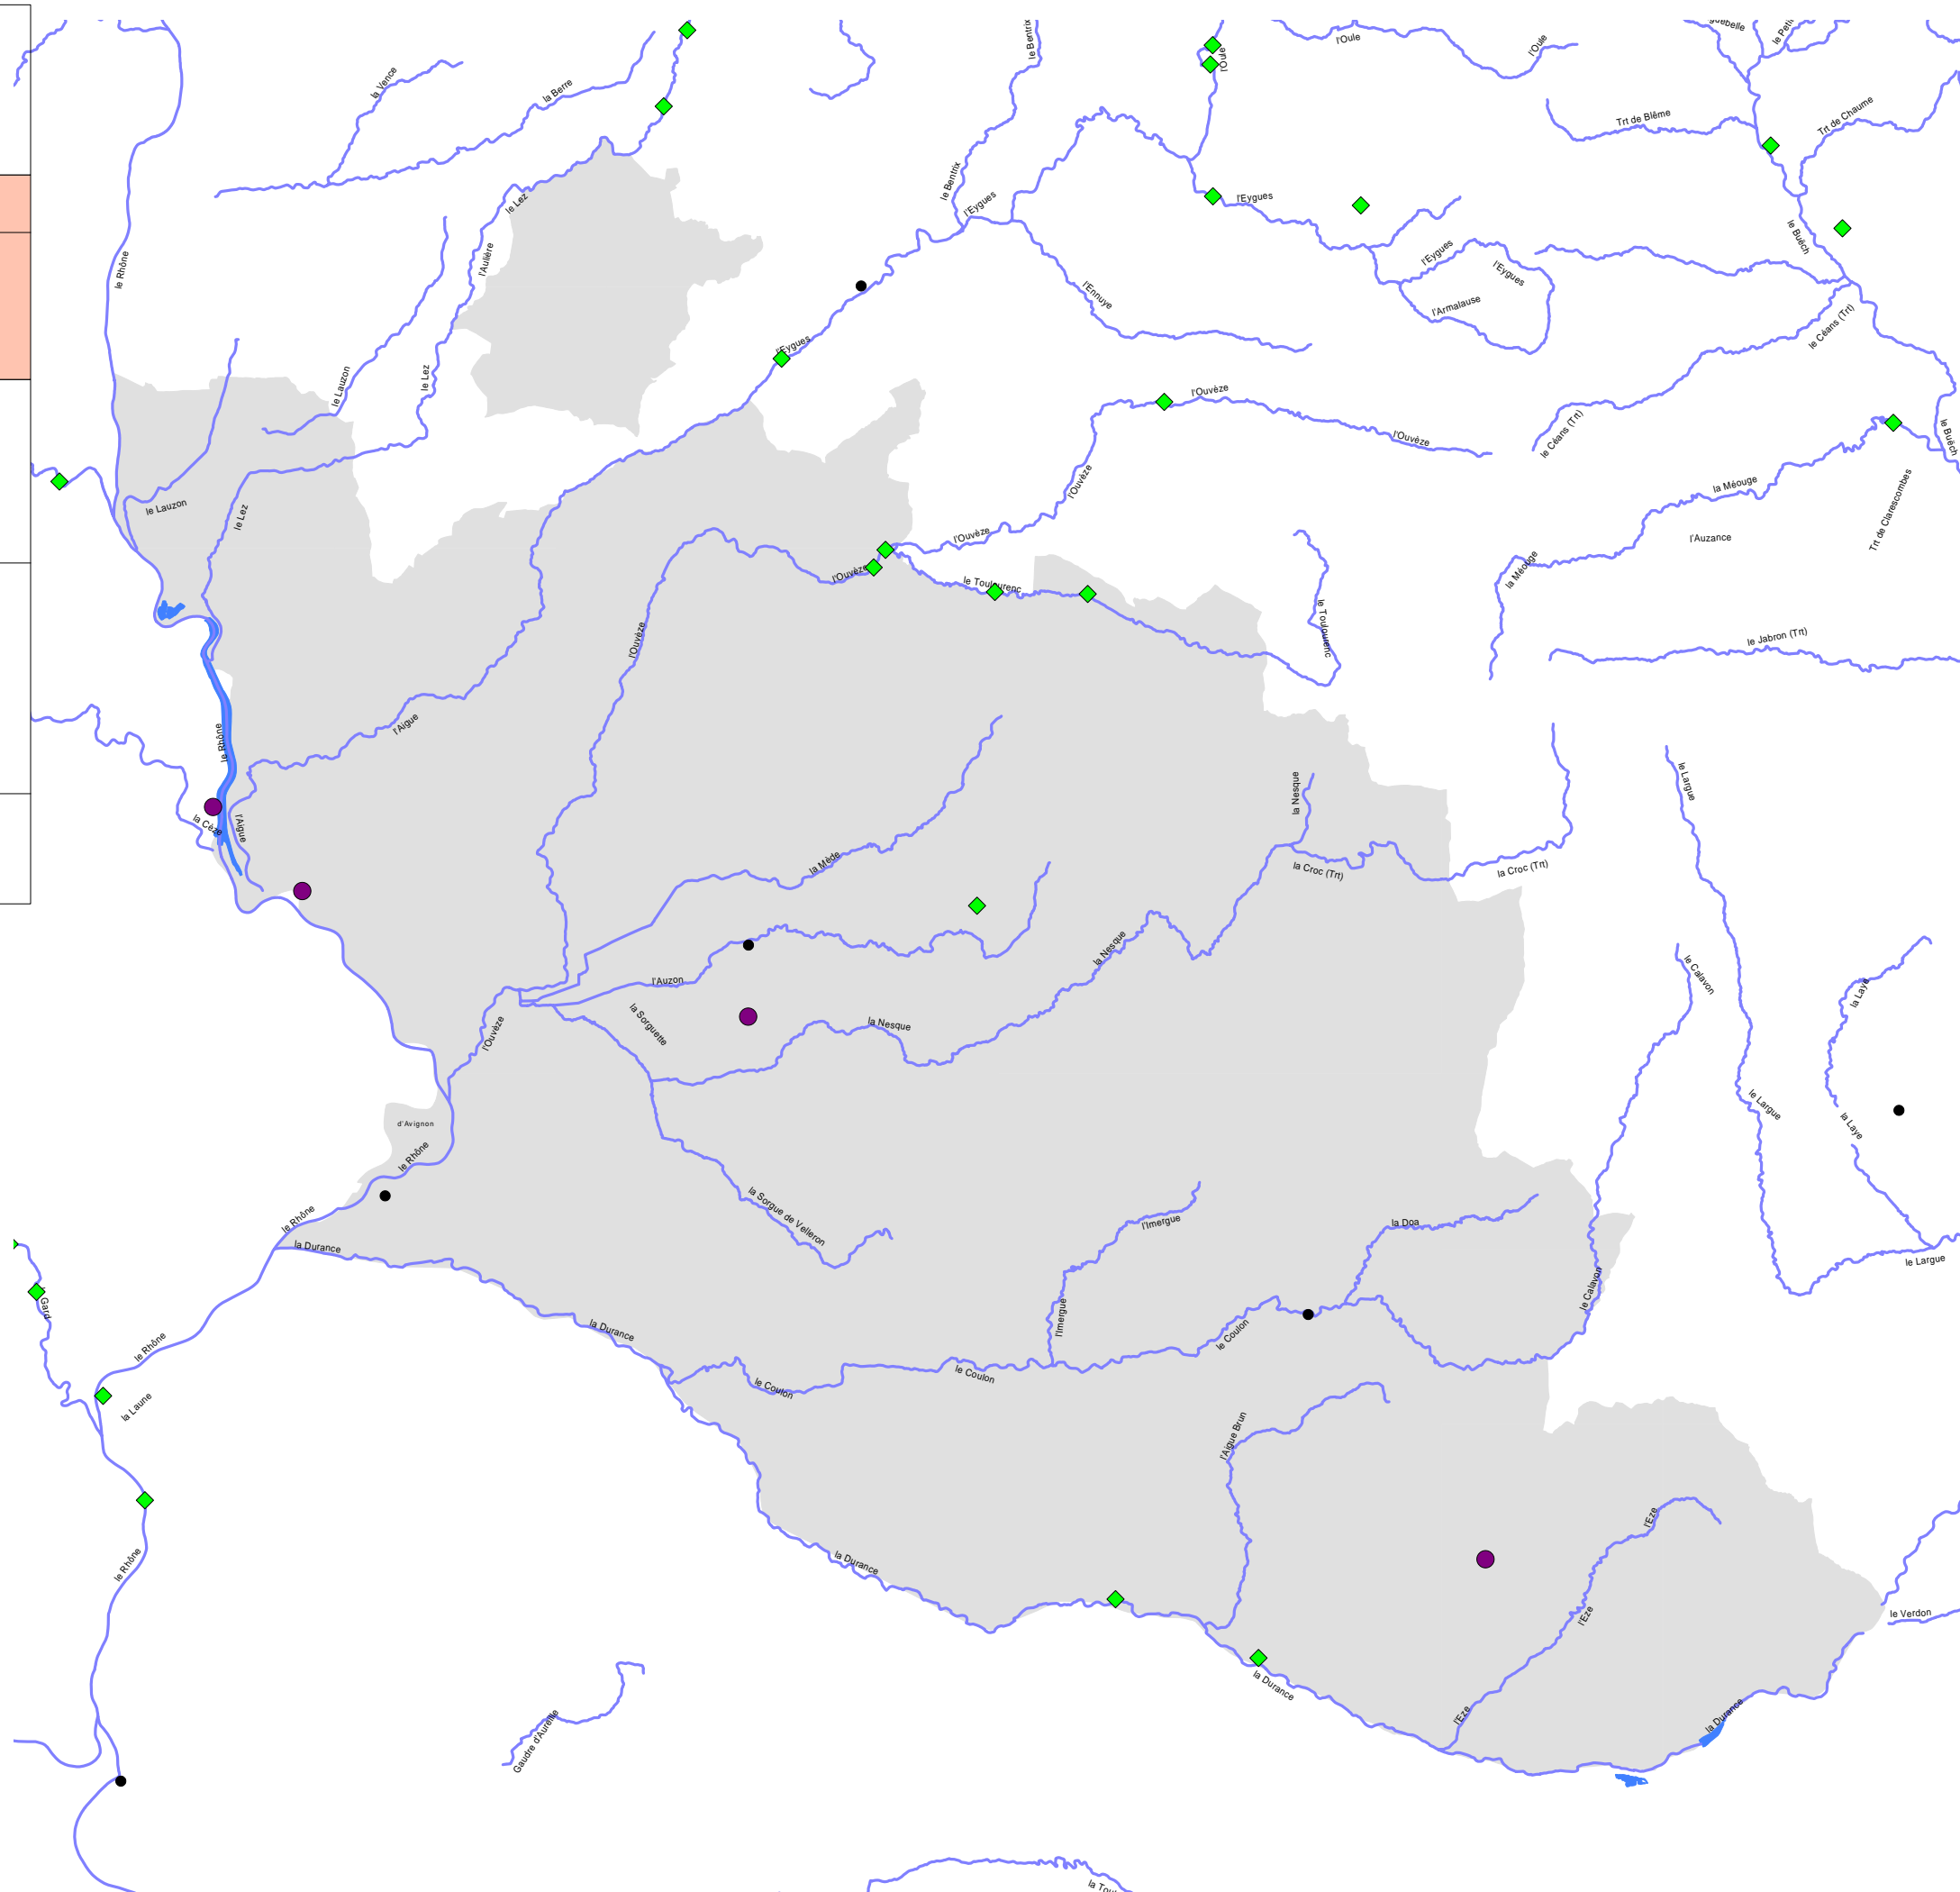 le Bentrix
l'Oule
l'Oule
l'Oule
la Vence
la Berre
Trt de Blême
Trt de Chaume
le Bentrix
l'Eygues
l'Eygues
le Lez
le Buëch
le Rhône
l'Aulière
l'Eygues
l'Eygues
l'Ennuye
l'Armalause
le Céans (Trt)
l'Eygues
le Lauzon
le Lez
l'Ouvèze
l'Ouvèze
le Céans (Trt)
le Buëch
l'Ouvèze
la Méouge
Trt de Clarescombes
le Lauzon
le Lez
l'Ouvèze
l'Auzance
la Méouge
l'Ouvèze
le Toulourenc
le Toulourenc
l'Ouvèze
le Jabron (Trt)
l'Aigue
le Rhône
la Nesque
le Largue
la Cèze
l'Aigue
la Mède
la Croc (Trt)
la Croc (Trt)
la Nesque
l'Auzon
le Calavon
la Laye
la Sorguette
la Nesque
l'Ouvèze
d'Avignon
le Largue
la Laye
le Rhône
la Sorgue de Velleron
le Rhône
l'Imergue
la Doa
la Durance
le Largue
Gard
le Calavon
l'Imergue
la Durance
le Coulon
le Rhône
le Coulon
le Coulon
la Laune
l'Aigue Brun
l'Eze
le Rhône
la Durance
l'Eze
le Verdon
la Durance
l'Eze
la Durance
Gaudre d'Aureille